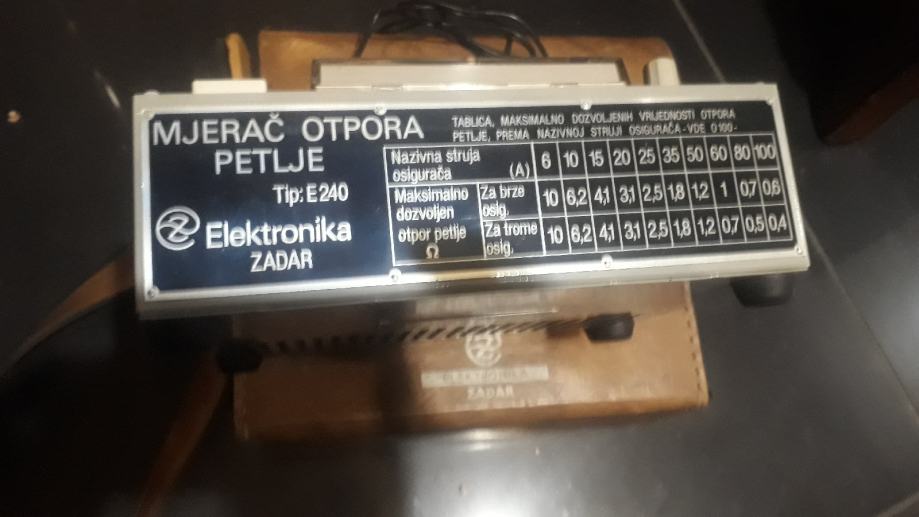 MJERAČ OTPORA
PETLJE
Tip: E 240
Elektronika
ZADAR
TABLICA, MAKSIMALNO DOZVOLJENIH VRIJEDNOSTI OTPORA
PETLJE, PREMA NAZIVNOJ STRUJI OSIGURAČA - VDE 0100 -
Nazivna struja osigurača (A) 6 10 15 20 25 35 50 60 80 100
Maksimalno dozvoljen otpor petlje Ω
Za brze osig. 10 6,2 4,1 3,1 2,5 1,8 1,2 1 0,7 0,6
Za trome osig. 10 6,2 4,1 3,1 2,5 1,8 1,2 0,7 0,5 0,4
ELEKTRONIKA
ZADAR